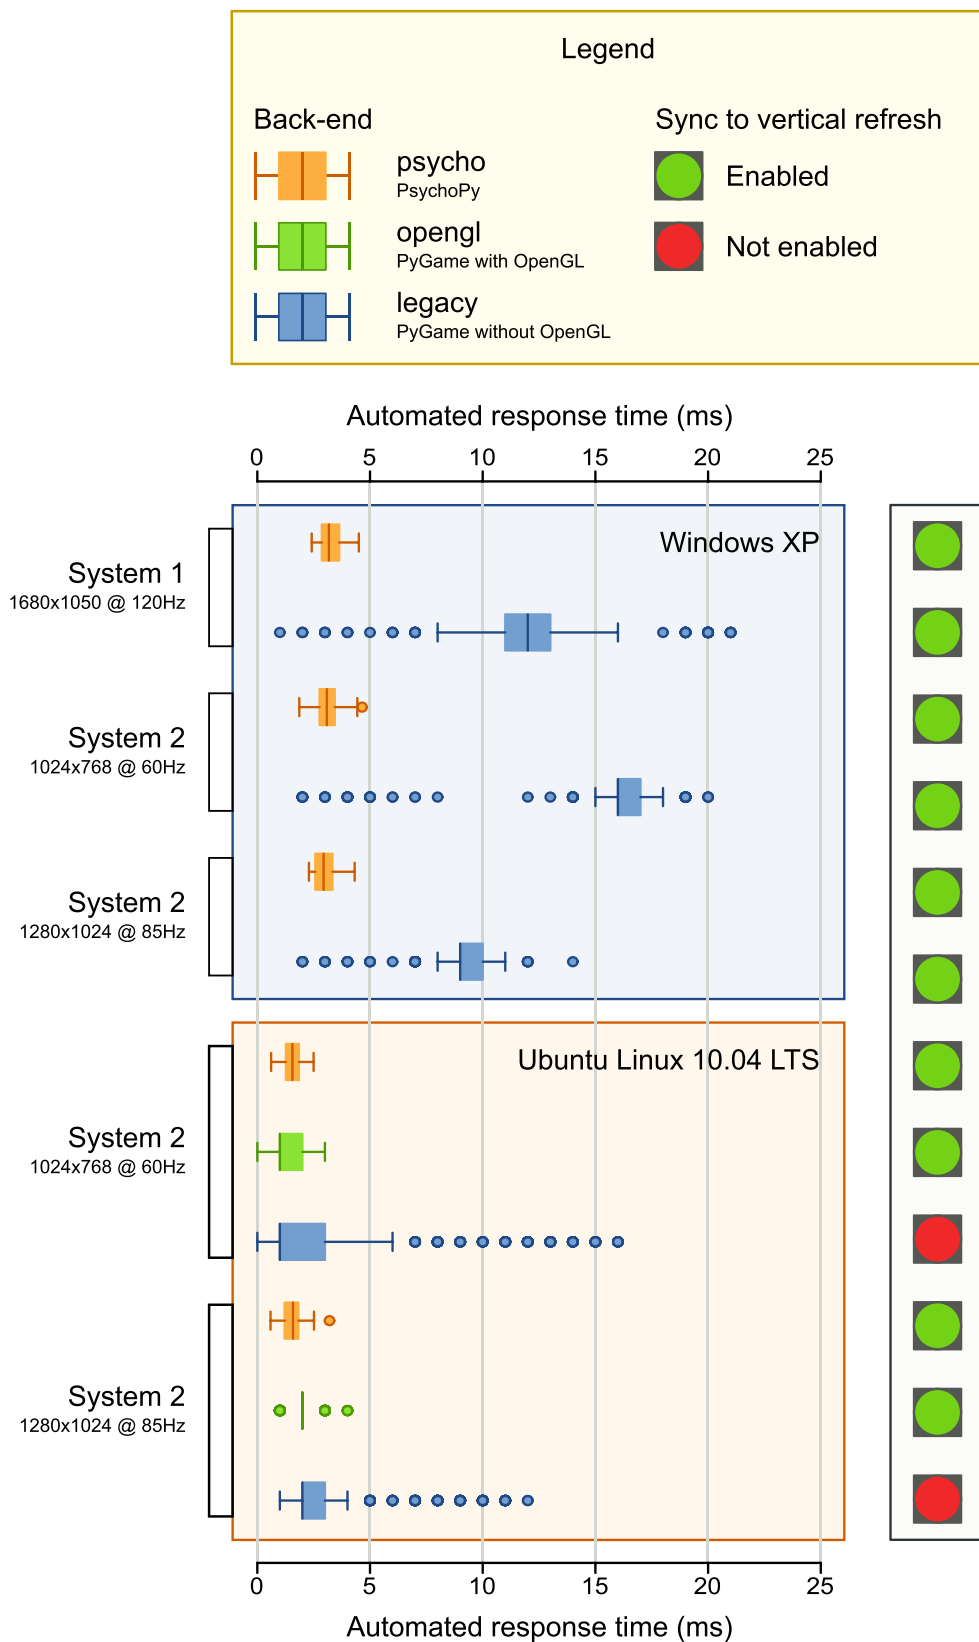 Legend
Back-end
Sync to vertical refresh
psycho
PsychoPy
Enabled
opengl
PyGame with OpenGL
Not enabled
legacy
PyGame without OpenGL
Automated response time (ms)
0 5 10 15 20 25
Windows XP
System 1
1680x1050 @ 120Hz
System 2
1024x768 @ 60Hz
System 2
1280x1024 @ 85Hz
Ubuntu Linux 10.04 LTS
System 2
1024x768 @ 60Hz
System 2
1280x1024 @ 85Hz
0 5 10 15 20 25
Automated response time (ms)